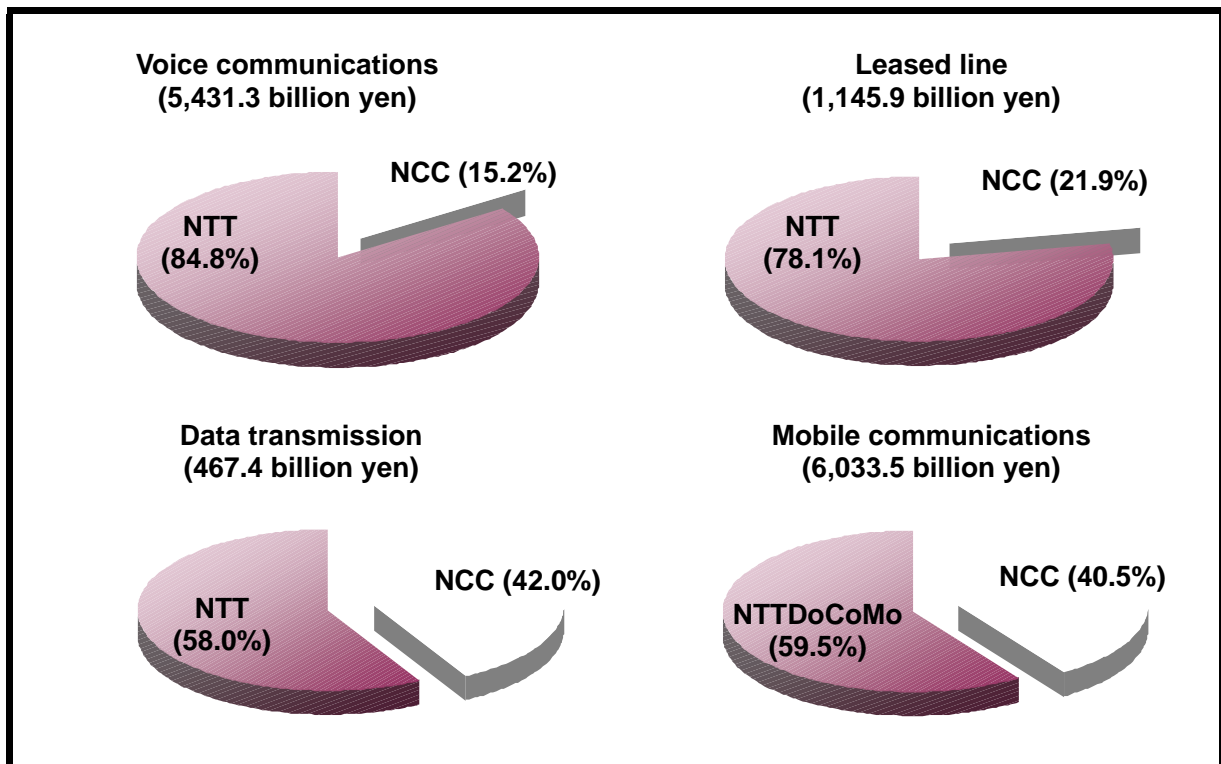 Voice communications
(5,431.3 billion yen)
NCC (15.2%)
NTT
(84.8%)
Leased line
(1,145.9 billion yen)
NCC (21.9%)
NTT
(78.1%)
Data transmission
(467.4 billion yen)
NCC (42.0%)
NTT
(58.0%)
Mobile communications
(6,033.5 billion yen)
NCC (40.5%)
NTTDoCoMo
(59.5%)